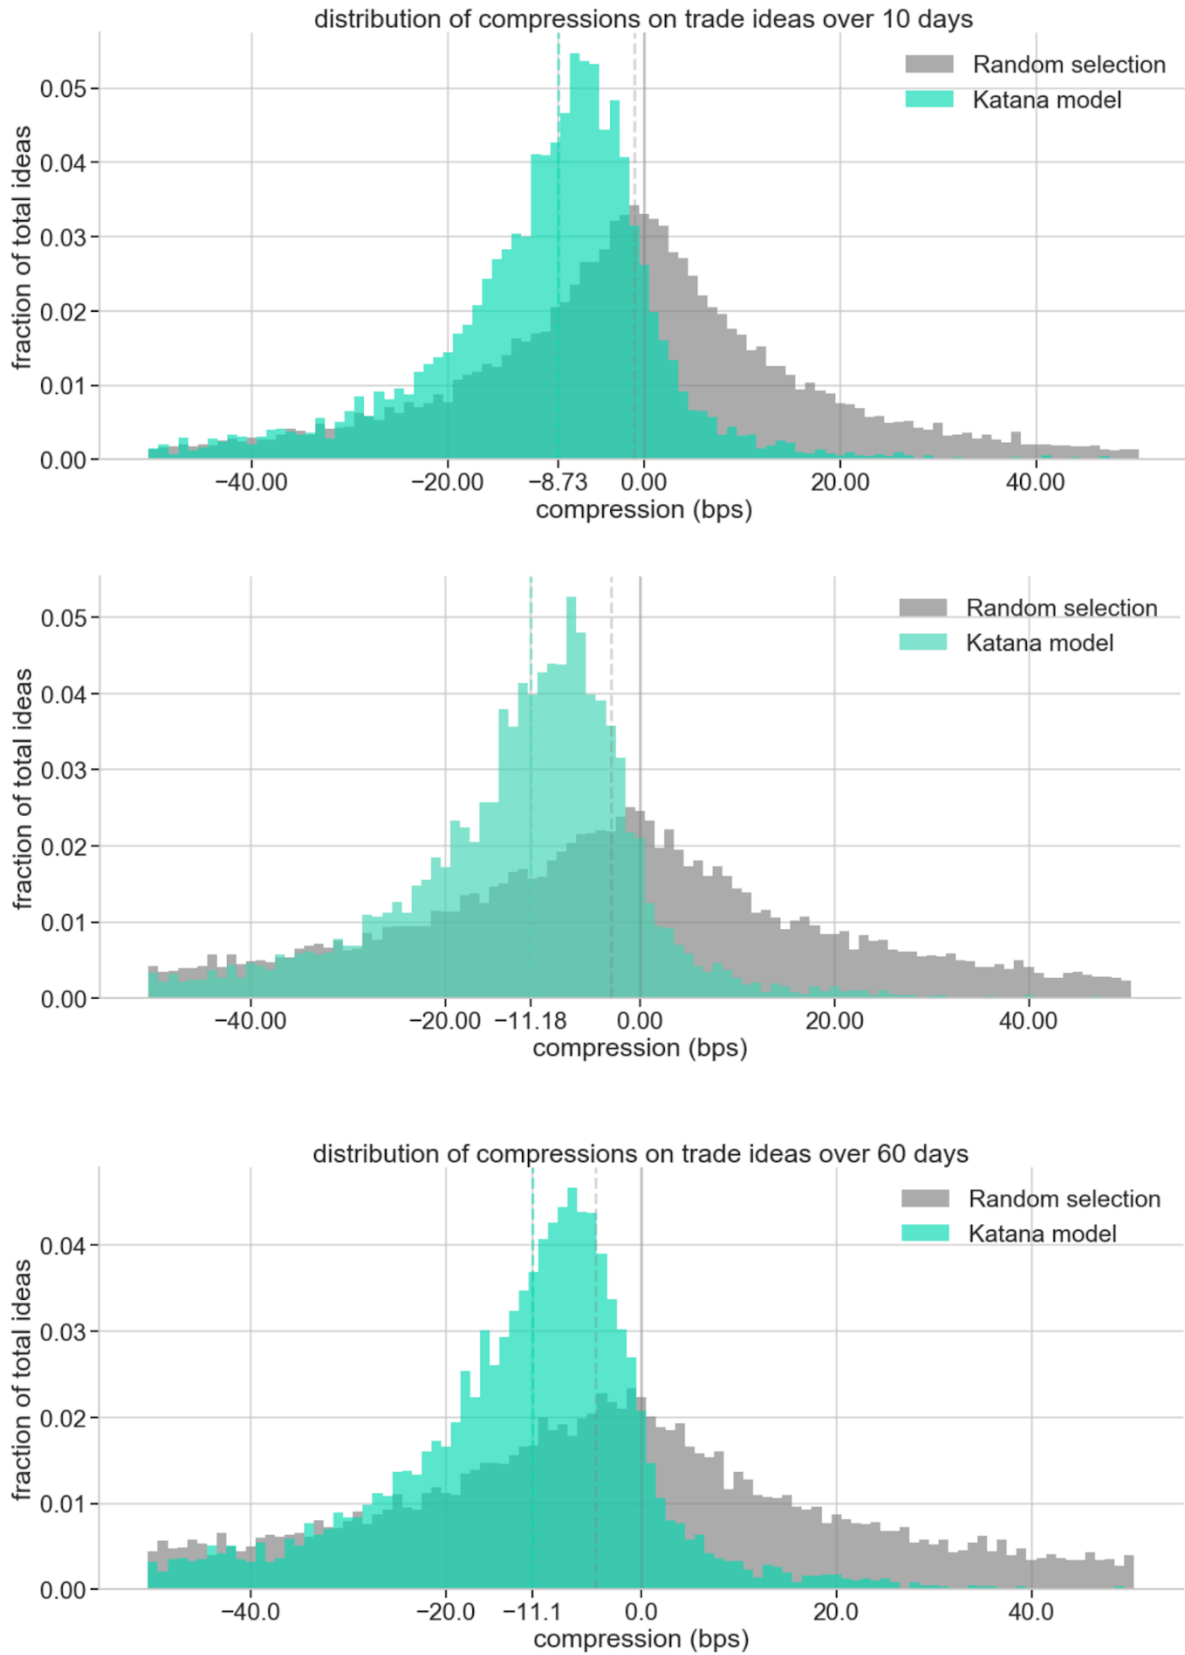 distribution of compressions on trade ideas over 10 days
Random selection
Katana model
fraction of total ideas
0.05
0.04
0.03
0.02
0.01
0.00
−40.00 −20.00 −8.73 0.00 20.00 40.00
compression (bps)
Random selection
Katana model
fraction of total ideas
0.05
0.04
0.03
0.02
0.01
0.00
−40.00 −20.00 −11.18 0.00 20.00 40.00
compression (bps)
distribution of compressions on trade ideas over 60 days
Random selection
Katana model
fraction of total ideas
0.04
0.03
0.02
0.01
0.00
−40.0 −20.0 −11.1 0.0 20.0 40.0
compression (bps)